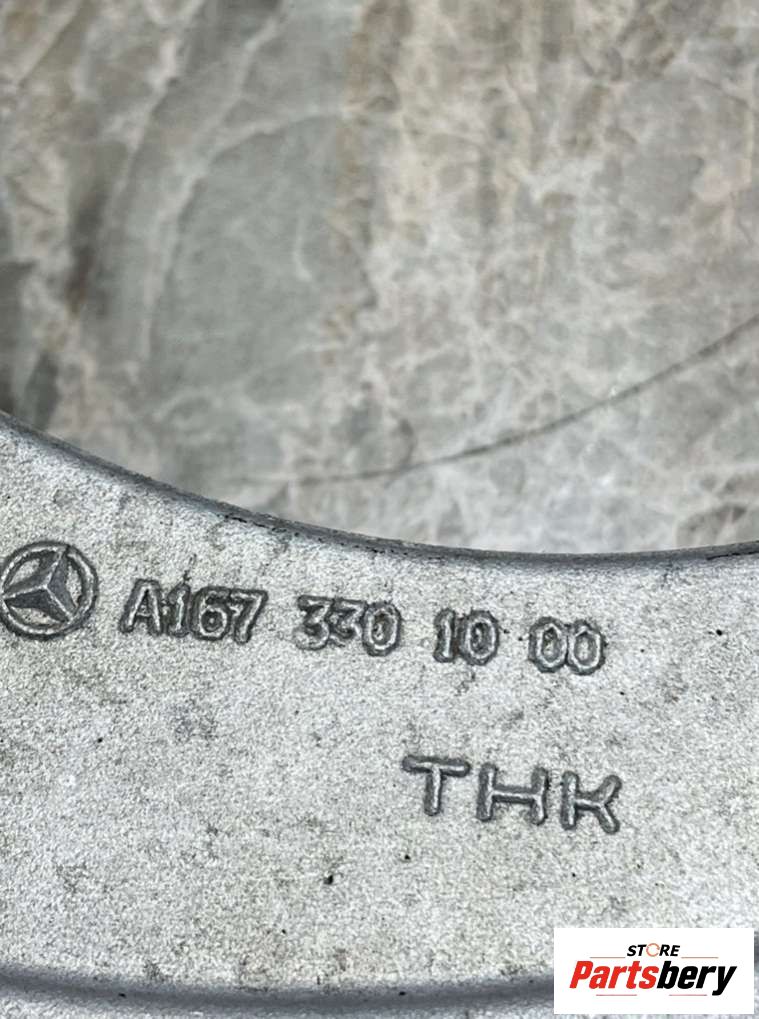 A167 330 10 00
THK
STORE
Partsbery